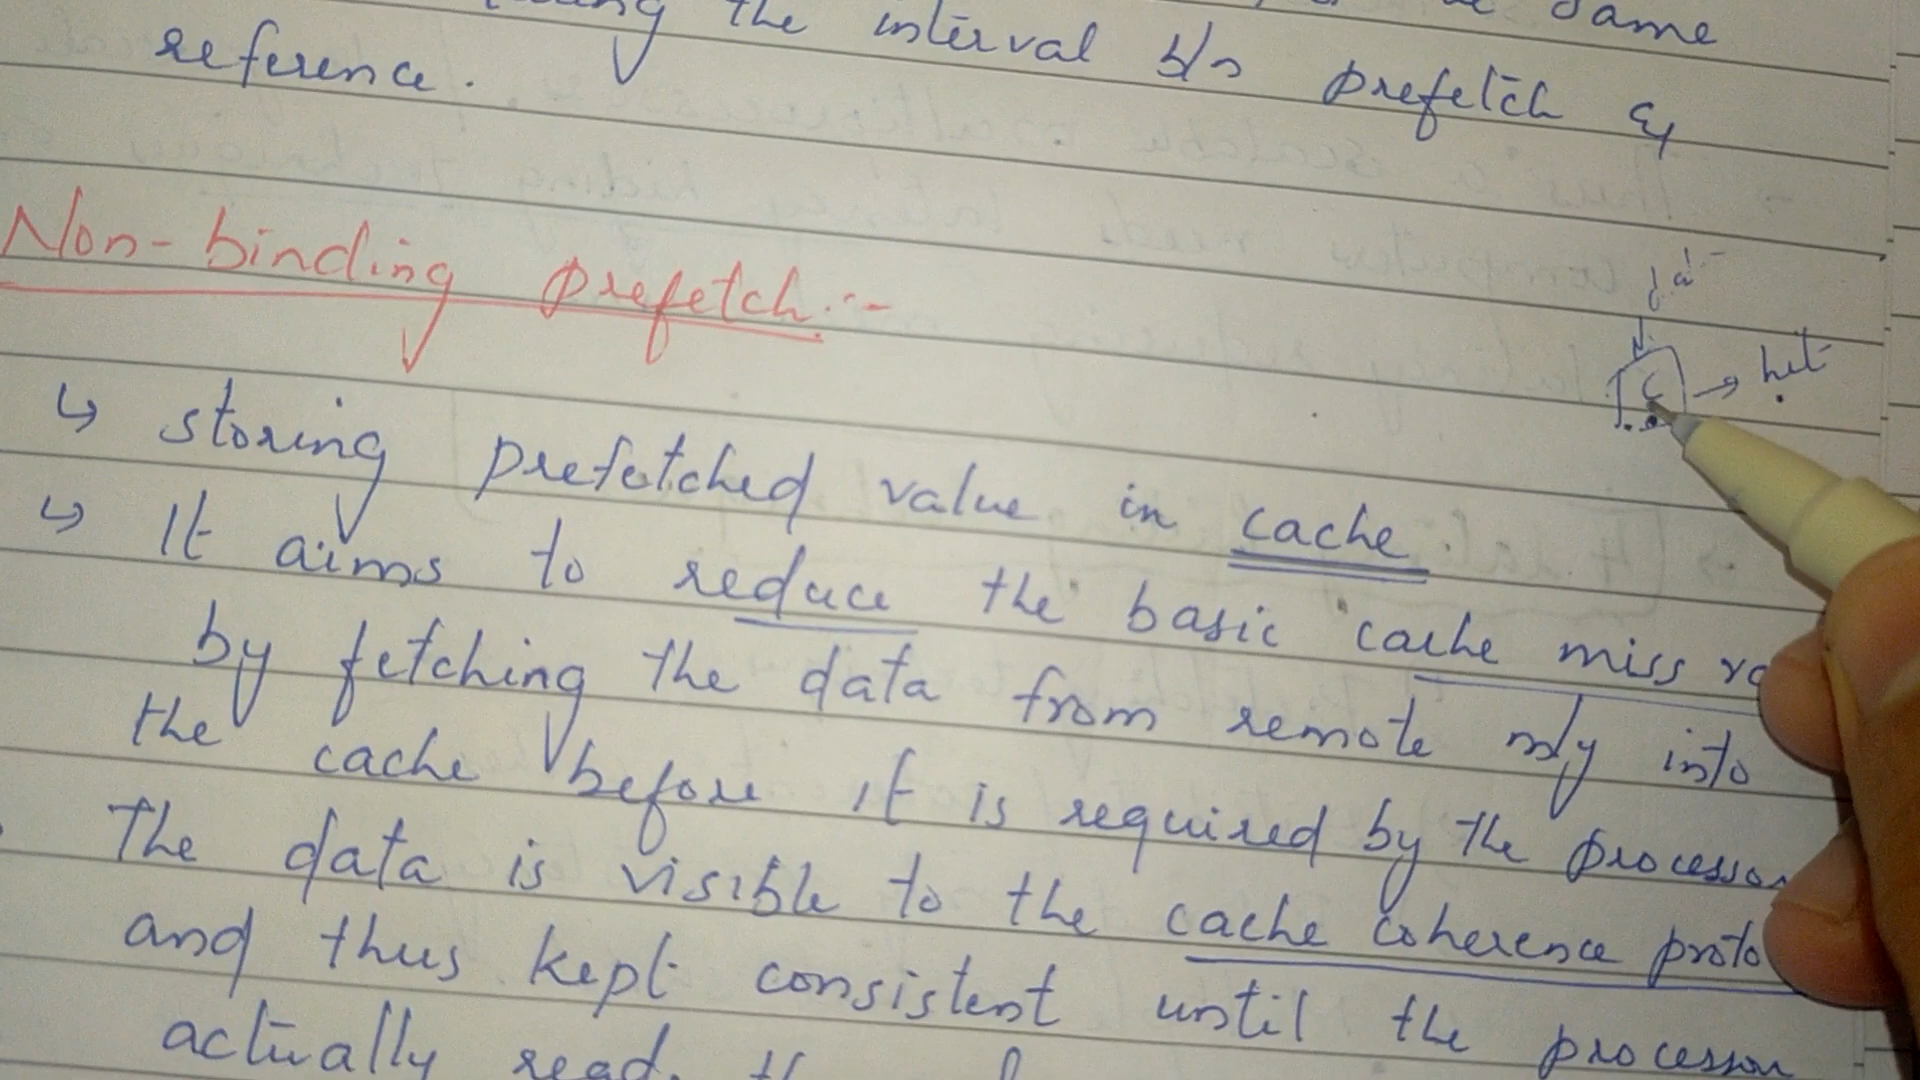 the interval b/n prefetch &
same
reference.
Non-binding prefetch :-
↳ storing prefetched value in cache
↳ It aims to reduce the basic cache miss
by fetching the data from remote m/y into
the cache before it is required by the processor
The data is visible to the cache coherence proto
and thus kept consistent until the processor
actually
C → hit